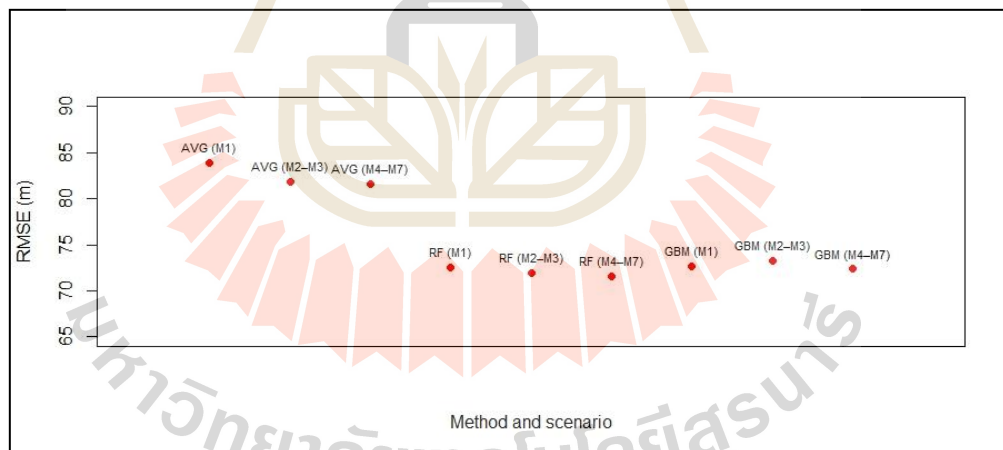 90
85
80
75
70
65
RMSE (m)
AVG (M1)
AVG (M2–M3)
AVG (M4–M7)
RF (M1)
RF (M2–M3)
RF (M4–M7)
GBM (M1)
GBM (M2–M3)
GBM (M4–M7)
Method and scenario